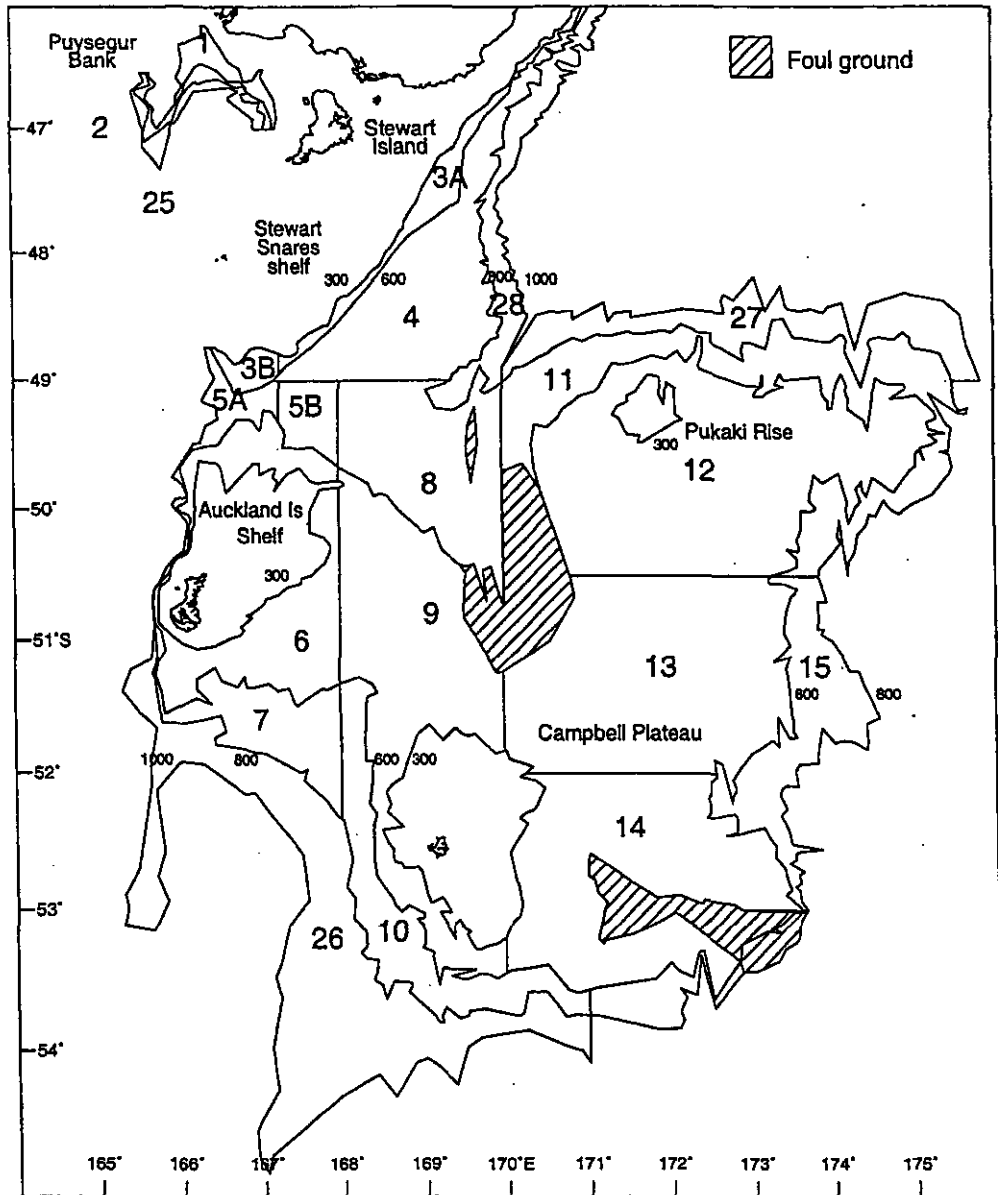 Puysegur
Bank
1
Foul ground
47°
2
Stewart
Island
3A
25
Stewart
Snares
shelf
48°
300
600
800
1000
28
4
27
3B
49°
5A
5B
11
Pukaki Rise
300
12
8
50°
Auckland Is
Shelf
300
9
51°S
6
13
15
600
800
7
Campbell Plateau
1000
800
600
300
52°
14
53°
26
10
54°
165° 166° 167° 168° 169° 170°E 171° 172° 173° 174° 175°